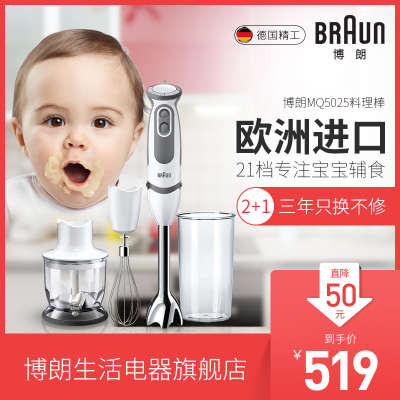 德国精工
BRAUN
博朗
博朗MQ5025料理棒
欧洲进口
21档专注宝宝辅食
2+1 三年只换不修
BRAUN
直降
50
元
到手价
¥519
博朗生活电器旗舰店